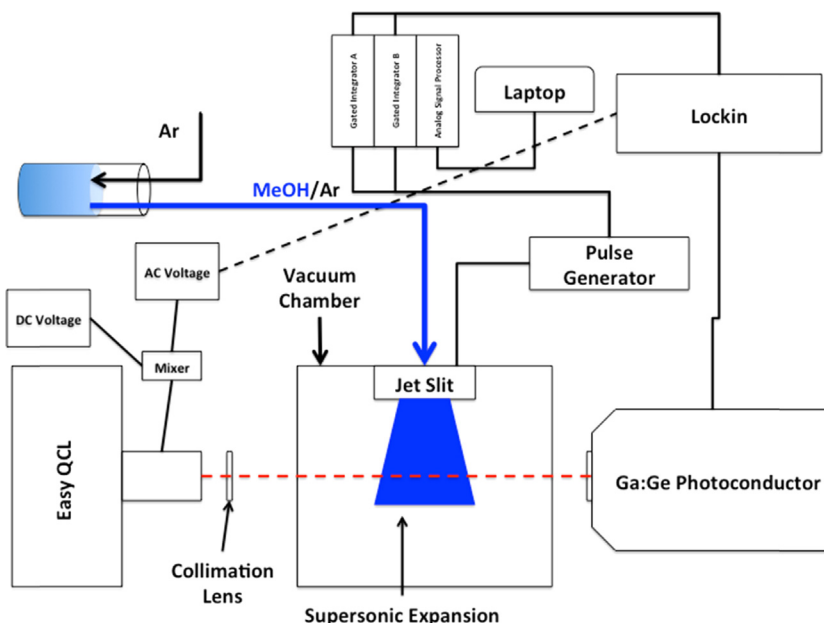 Gated Integrator A
Gated Integrator B
Analog Signal Processor
Laptop
Lockin
Ar
MeOH/Ar
AC Voltage
Vacuum
Chamber
Pulse
Generator
DC Voltage
Mixer
Jet Slit
Easy QCL
Ga:Ge Photoconductor
Collimation
Lens
Supersonic Expansion